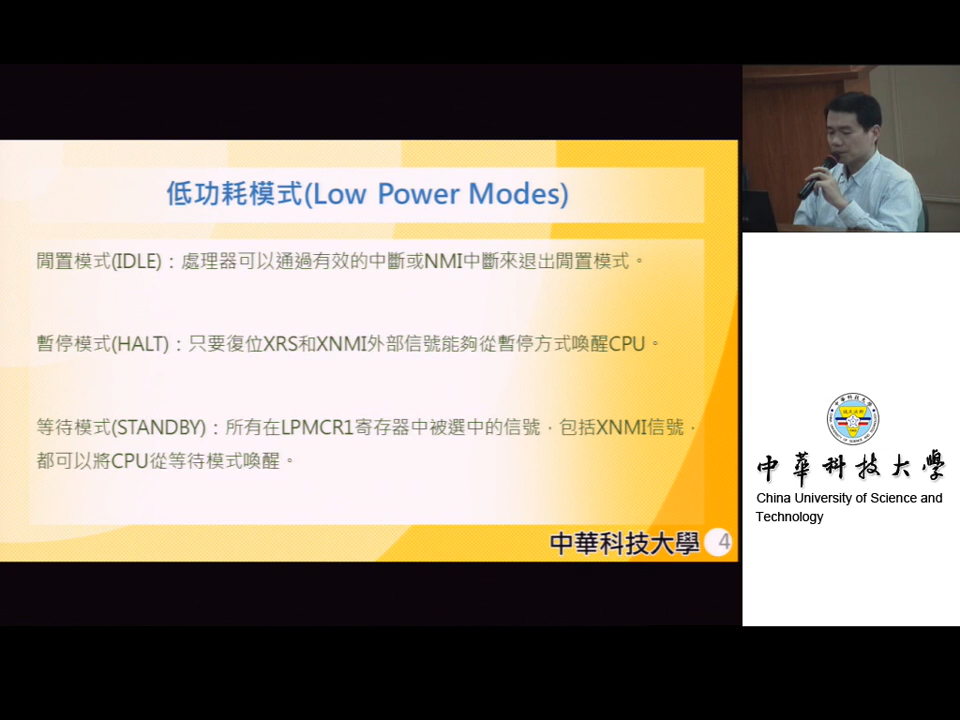 低功耗模式(Low Power Modes)
閒置模式(IDLE)：處理器可以通過有效的中斷或NMI中斷來退出閒置模式。
暫停模式(HALT)：只要復位XRS和XNMI外部信號能夠從暫停方式喚醒CPU。
等待模式(STANDBY)：所有在LPMCR1寄存器中被選中的信號，包括XNMI信號，
都可以將CPU從等待模式喚醒。
中華科技大學 4
中華科技大學
China University of Science and
Technology